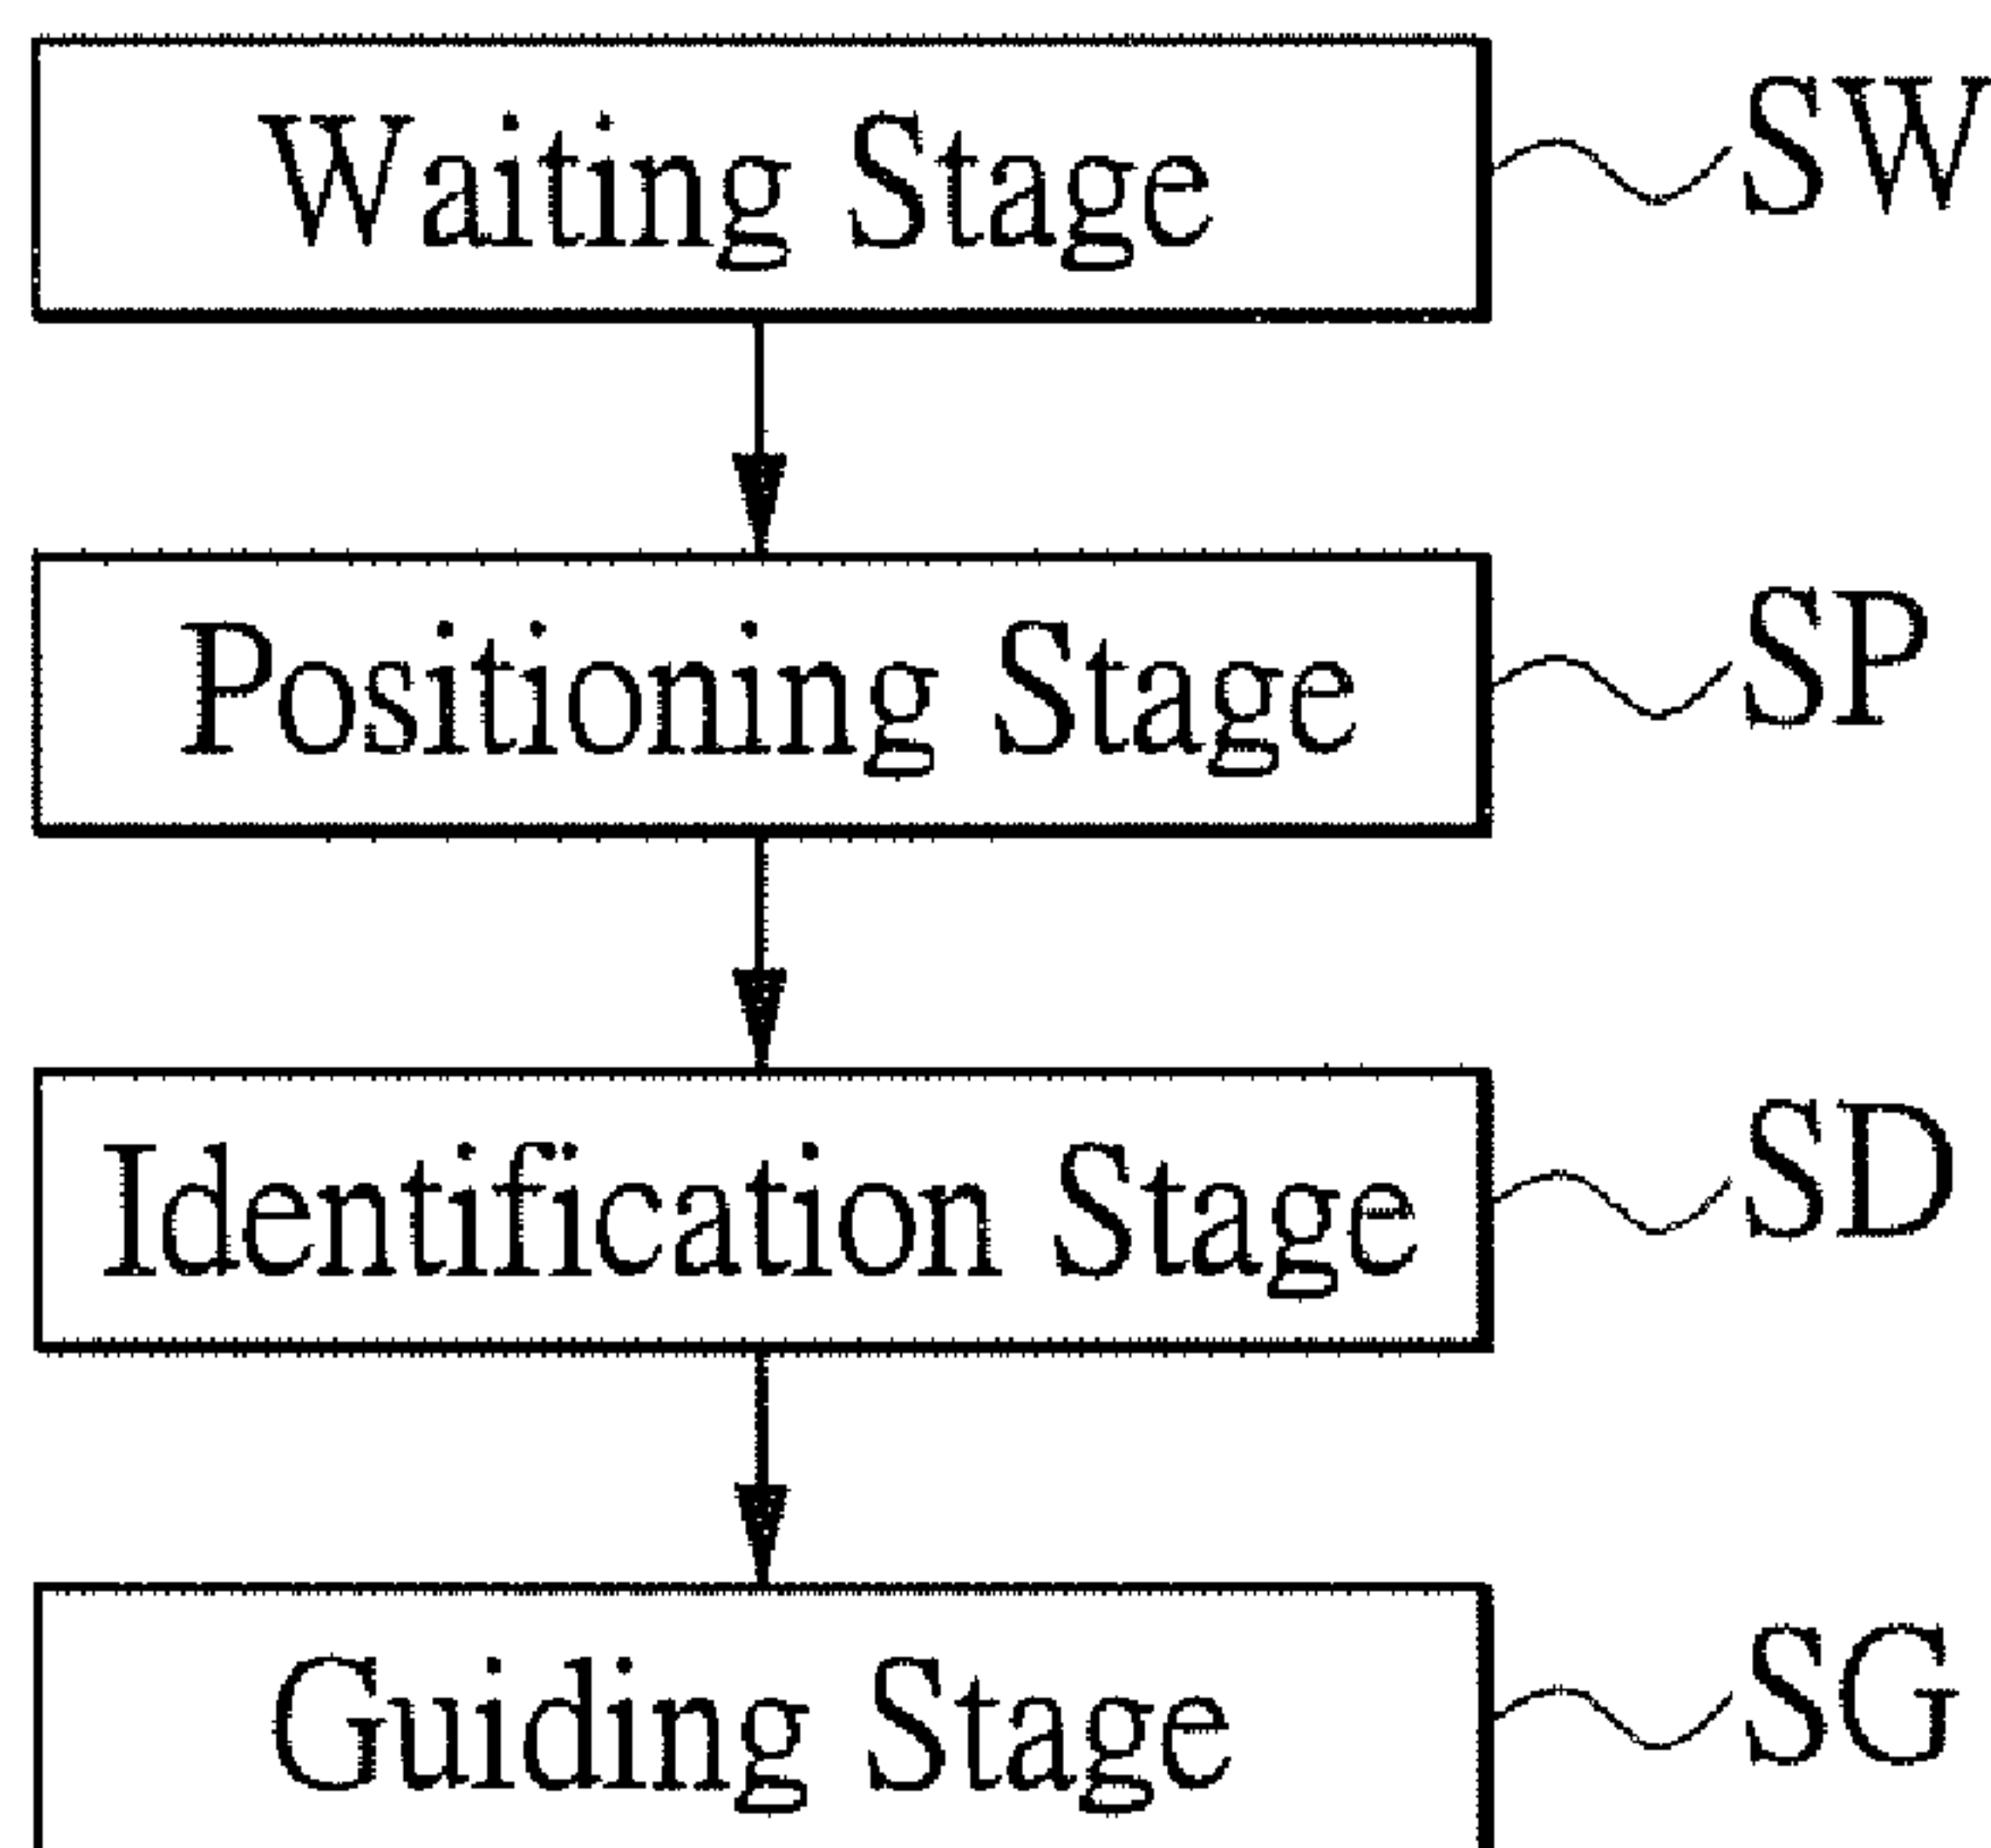 Waiting Stage SW
Positioning Stage SP
Identification Stage SD
Guiding Stage SG